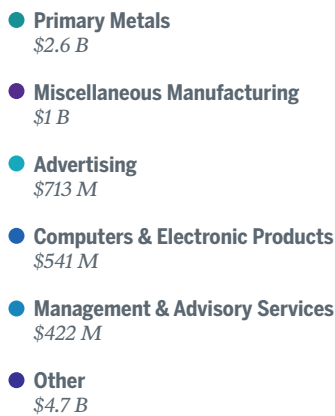 Primary Metals
$2.6 B
Miscellaneous Manufacturing
$1 B
Advertising
$713 M
Computers & Electronic Products
$541 M
Management & Advisory Services
$422 M
Other
$4.7 B